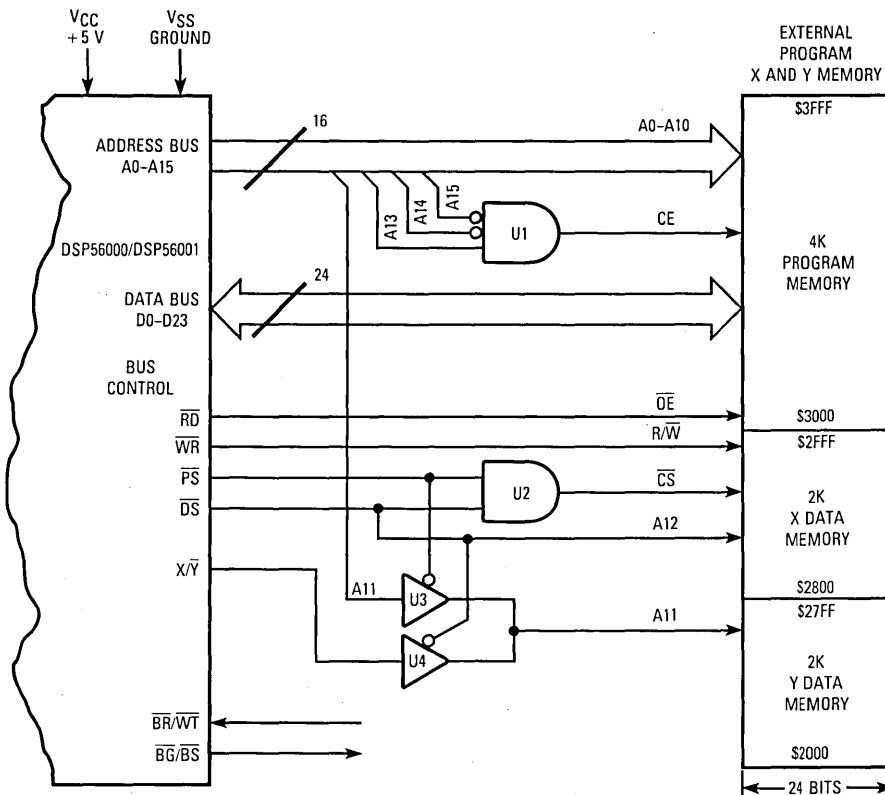 VCC
+5 V
VSS
GROUND
EXTERNAL
PROGRAM
X AND Y MEMORY
ADDRESS BUS
A0–A15
16
A0–A10
$3FFF
A13
A14
A15
U1
CE
DSP56000/DSP56001
4K
PROGRAM
MEMORY
DATA BUS
D0–D23
24
BUS
CONTROL
RD
OE
$3000
WR
R/W
$2FFF
PS
DS
U2
CS
2K
X DATA
MEMORY
A12
X/Y
A11
U3
$2800
$27FF
U4
A11
2K
Y DATA
MEMORY
BR/WT
BG/BS
$2000
24 BITS